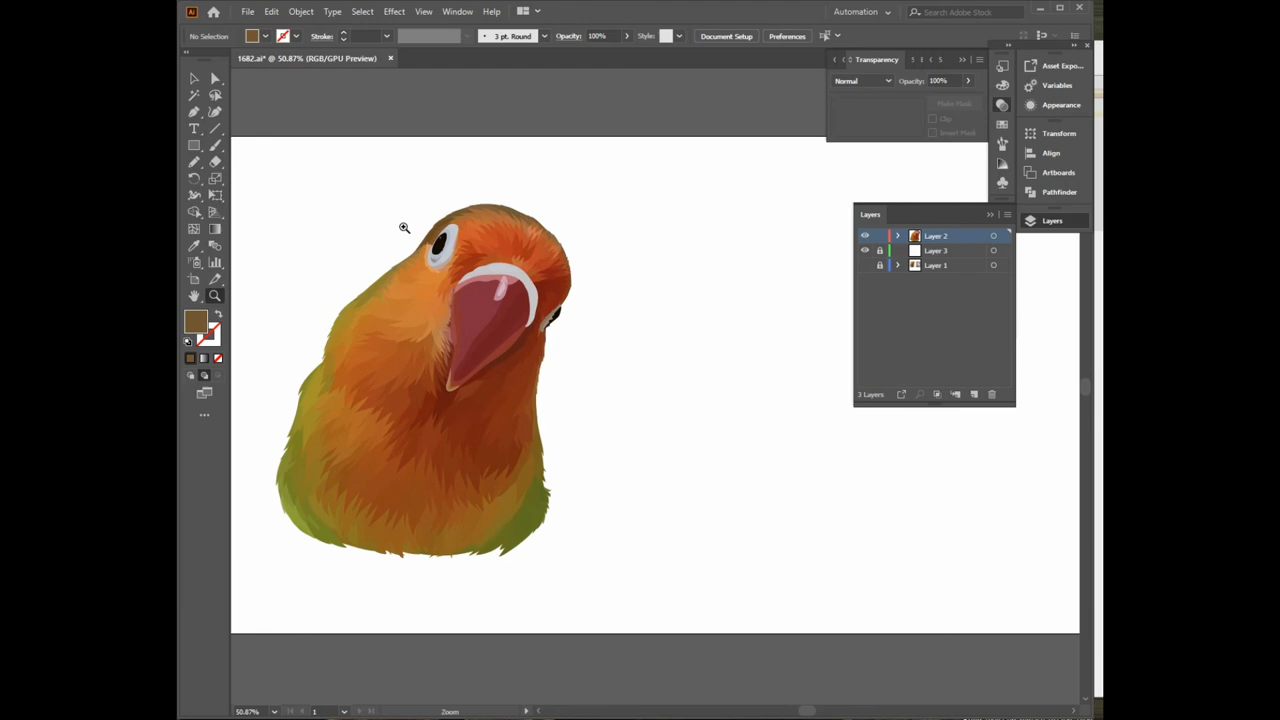 Ai File Edit Object Type Select Effect View Window Help Automation Search Adobe Stock
No Selection Stroke: 3 pt. Round Opacity: 100% Style: Document Setup Preferences
1682.ai* @ 50.87% (RGB/GPU Preview)
Transparency
Normal Opacity: 100%
Make Mask
Clip
Invert Mask
Asset Expo...
Variables
Appearance
Transform
Align
Artboards
Pathfinder
Layers
Layers
Layer 2
Layer 3
Layer 1
3 Layers
50.87% 1 Zoom